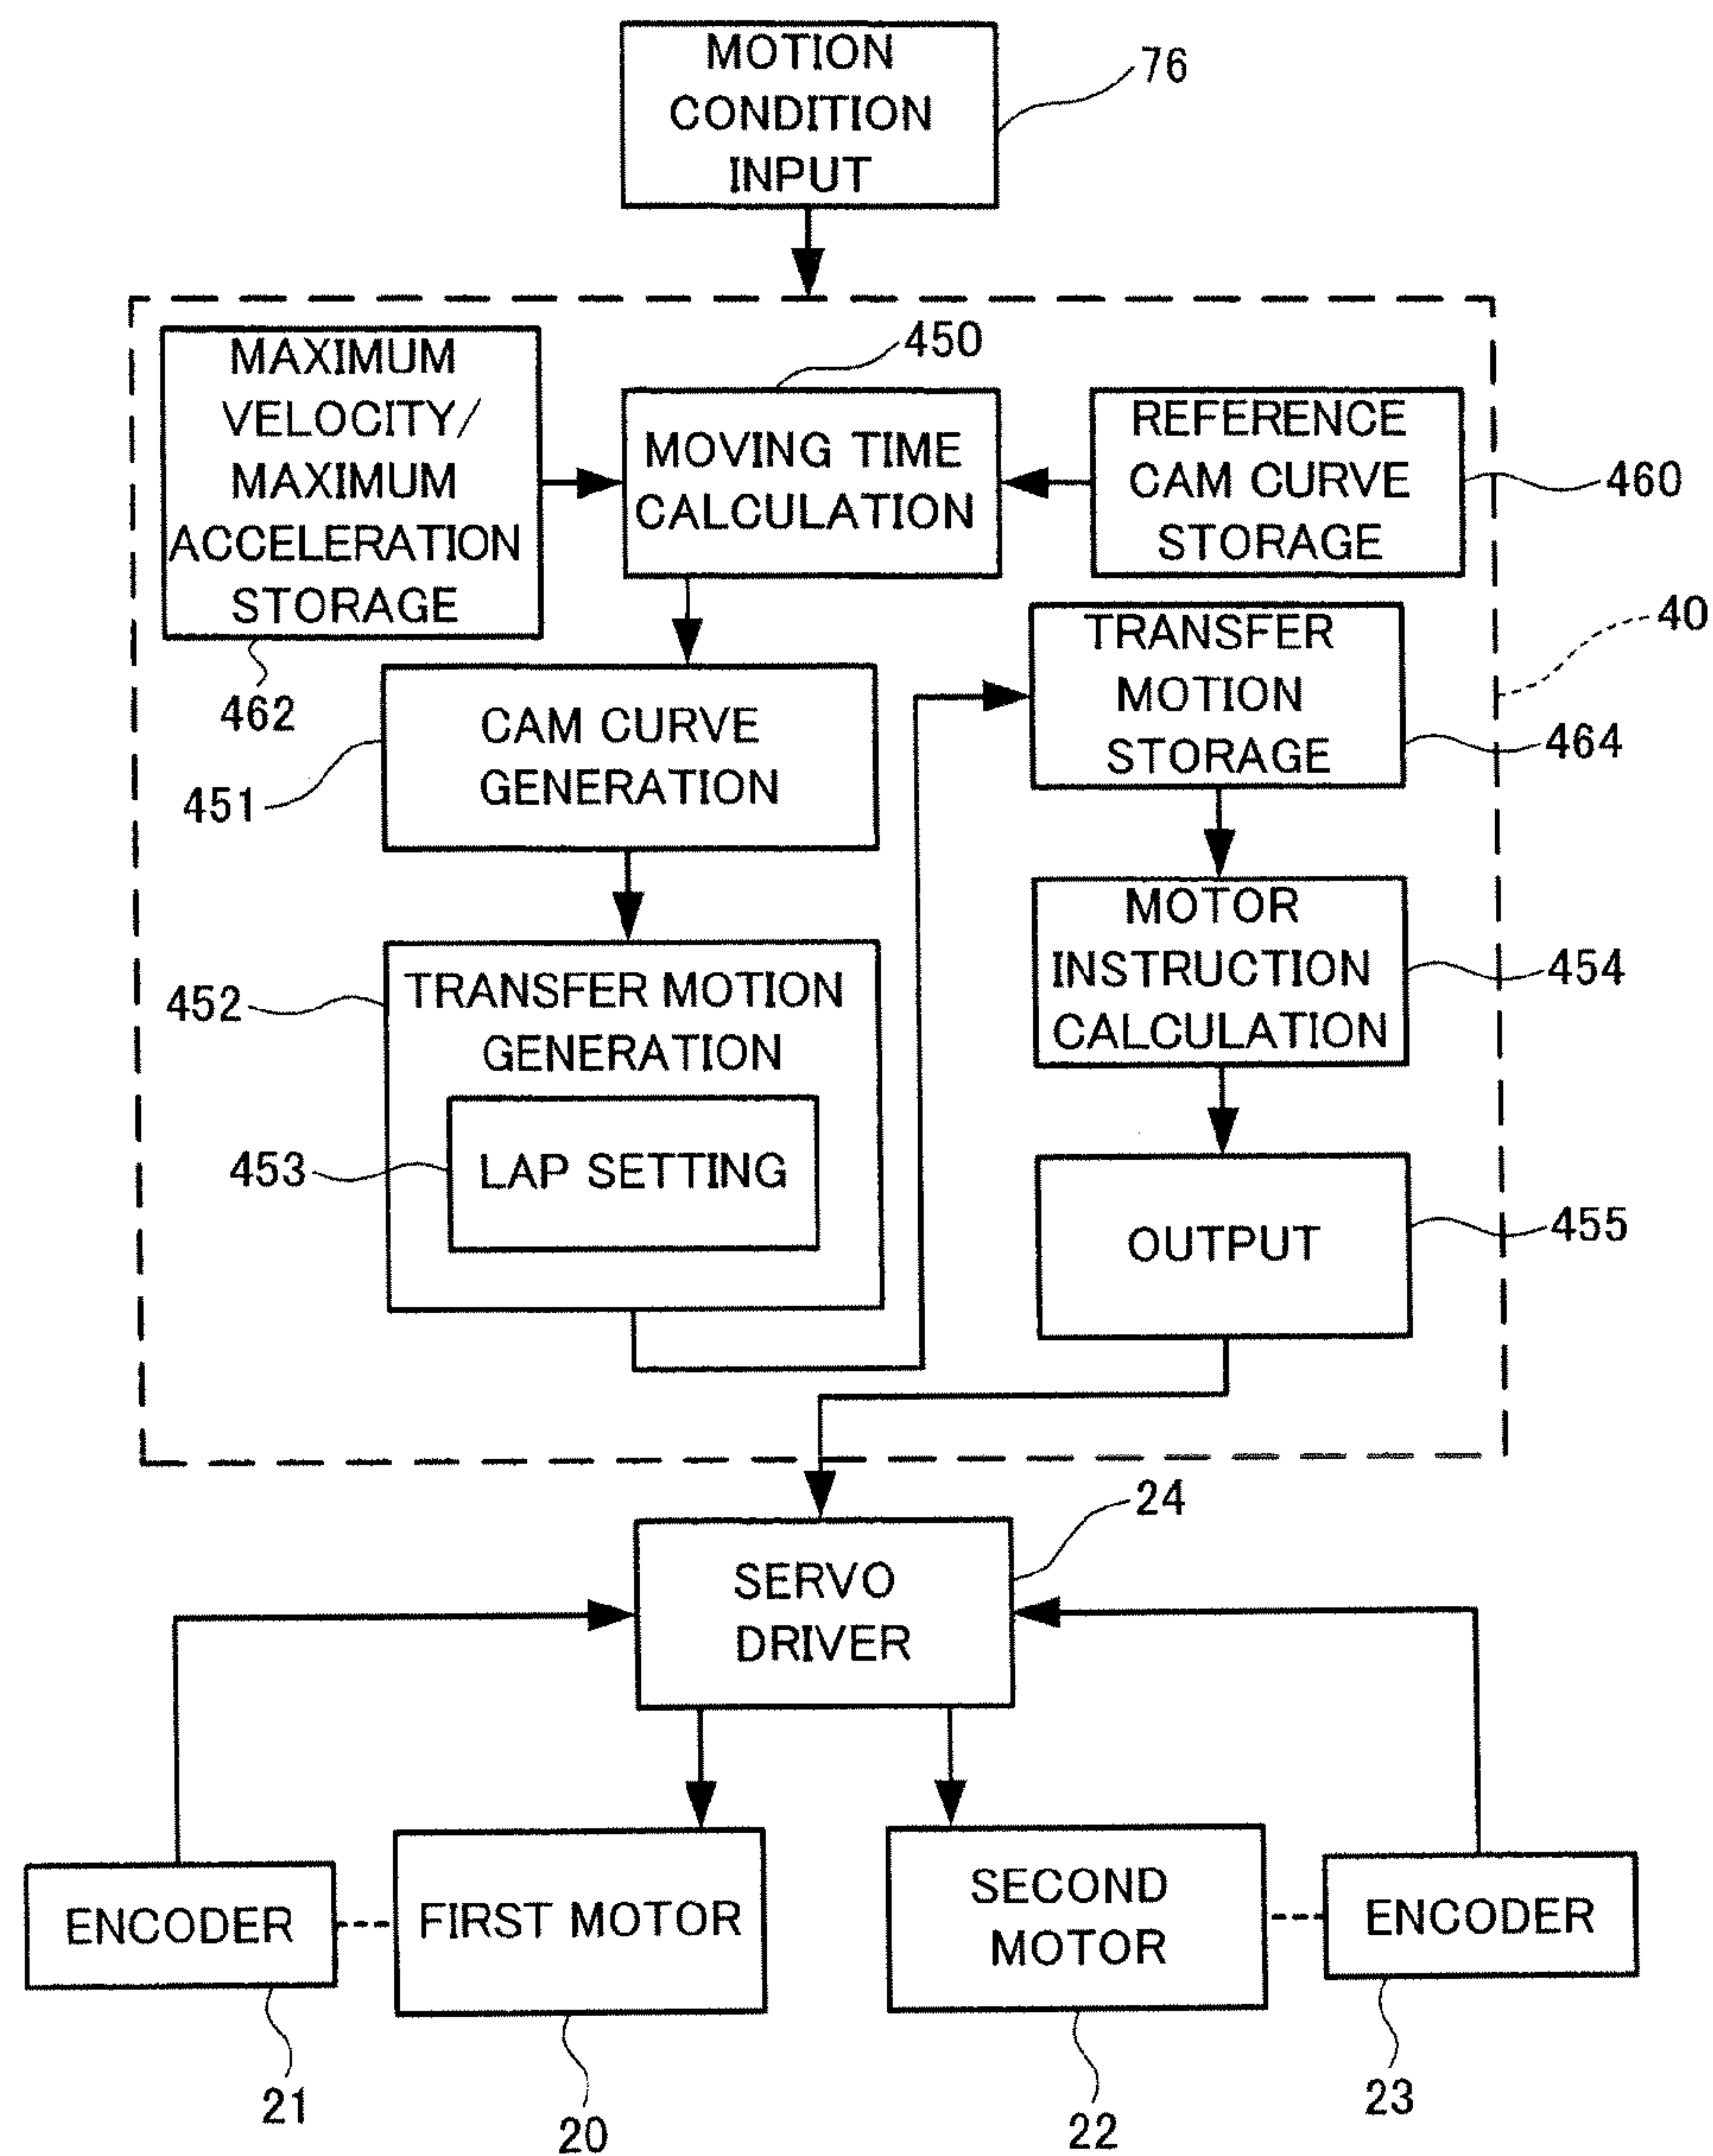 MOTION
CONDITION
INPUT
76
MAXIMUM
VELOCITY/
MAXIMUM
ACCELERATION
STORAGE
462
450
MOVING TIME
CALCULATION
REFERENCE
CAM CURVE
STORAGE
460
40
CAM CURVE
GENERATION
451
TRANSFER MOTION
GENERATION
452
LAP SETTING
453
TRANSFER
MOTION
STORAGE
464
MOTOR
INSTRUCTION
CALCULATION
454
OUTPUT
455
SERVO
DRIVER
24
ENCODER
21
FIRST MOTOR
20
SECOND
MOTOR
22
ENCODER
23